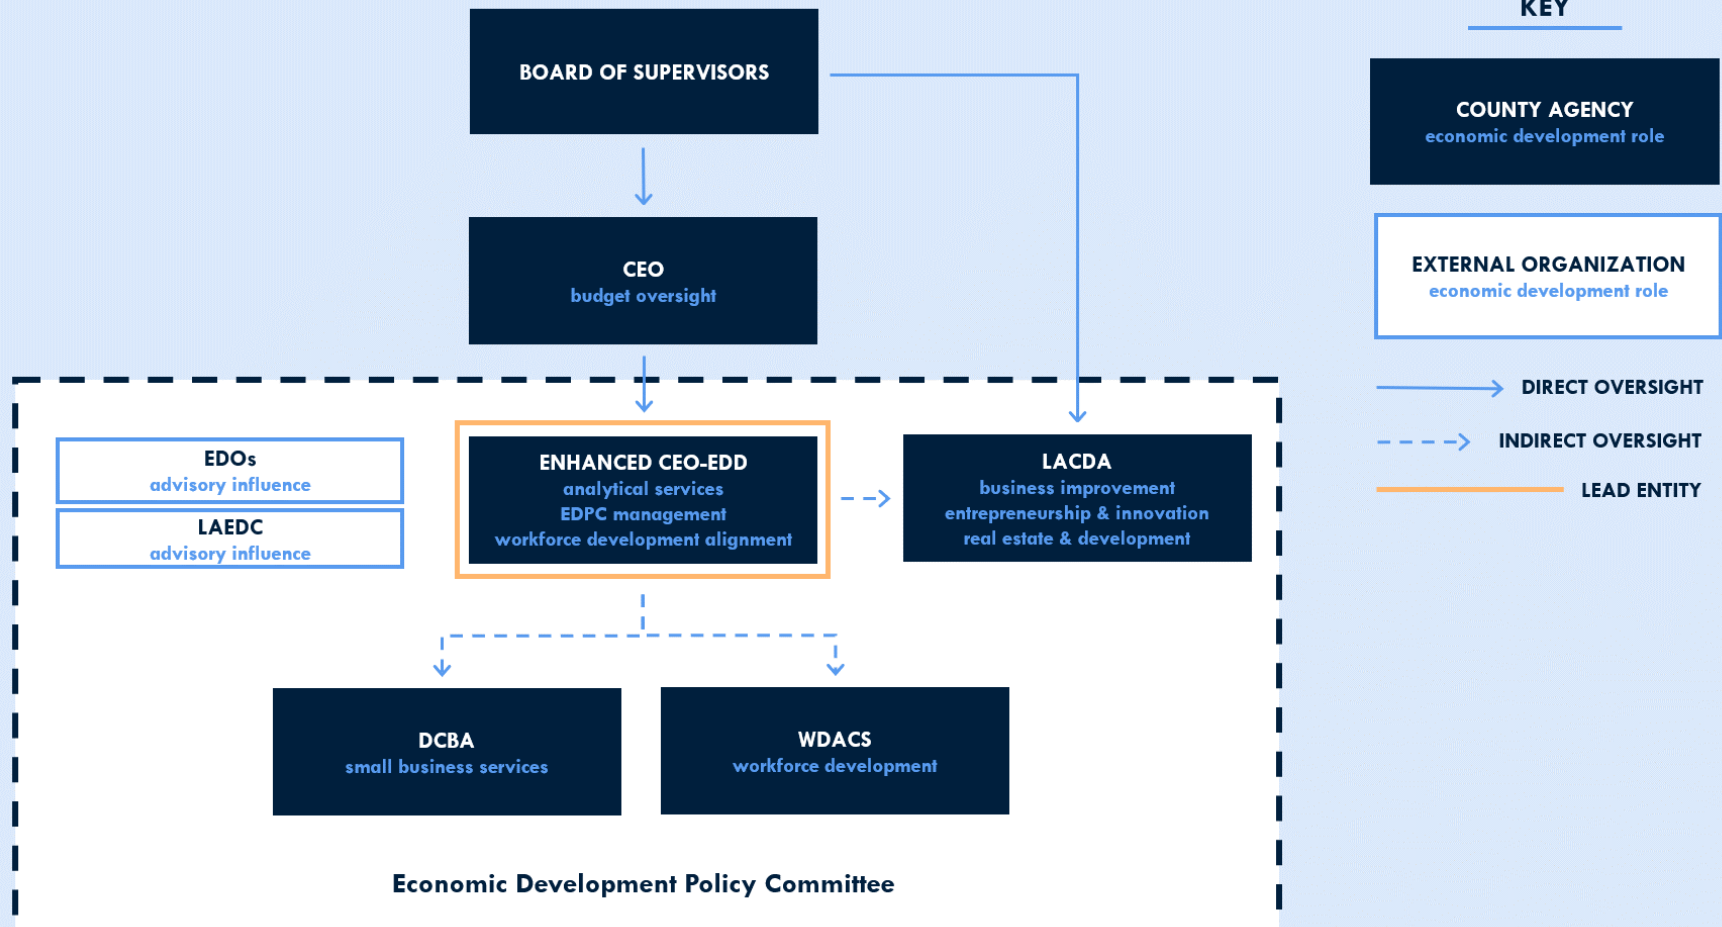 KEY
BOARD OF SUPERVISORS
COUNTY AGENCY
economic development role
CEO
budget oversight
EXTERNAL ORGANIZATION
economic development role
DIRECT OVERSIGHT
INDIRECT OVERSIGHT
LEAD ENTITY
EDOs
advisory influence
LAEDC
advisory influence
ENHANCED CEO-EDD
analytical services
EDPC management
workforce development alignment
LACDA
business improvement
entrepreneurship & innovation
real estate & development
DCBA
small business services
WDACS
workforce development
Economic Development Policy Committee